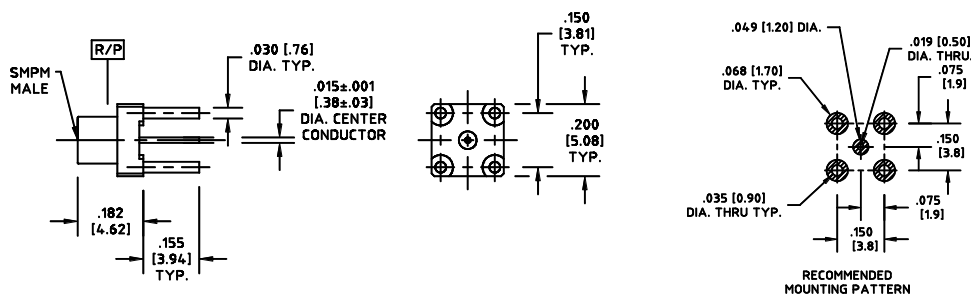 R/P
SMPM
MALE
.030 [.76]
DIA. TYP.
.015±.001
[.38±.03]
DIA. CENTER
CONDUCTOR
.182
[4.62]
.155
[3.94]
TYP.
.150
[3.81]
TYP.
.200
[5.08]
TYP.
.049 [1.20] DIA.
.019 [0.50]
DIA. THRU.
.068 [1.70]
DIA. TYP.
.075
[1.9]
.150
[3.8]
.035 [0.90]
DIA. THRU TYP.
.075
[1.9]
.150
[3.8]
RECOMMENDED
MOUNTING PATTERN